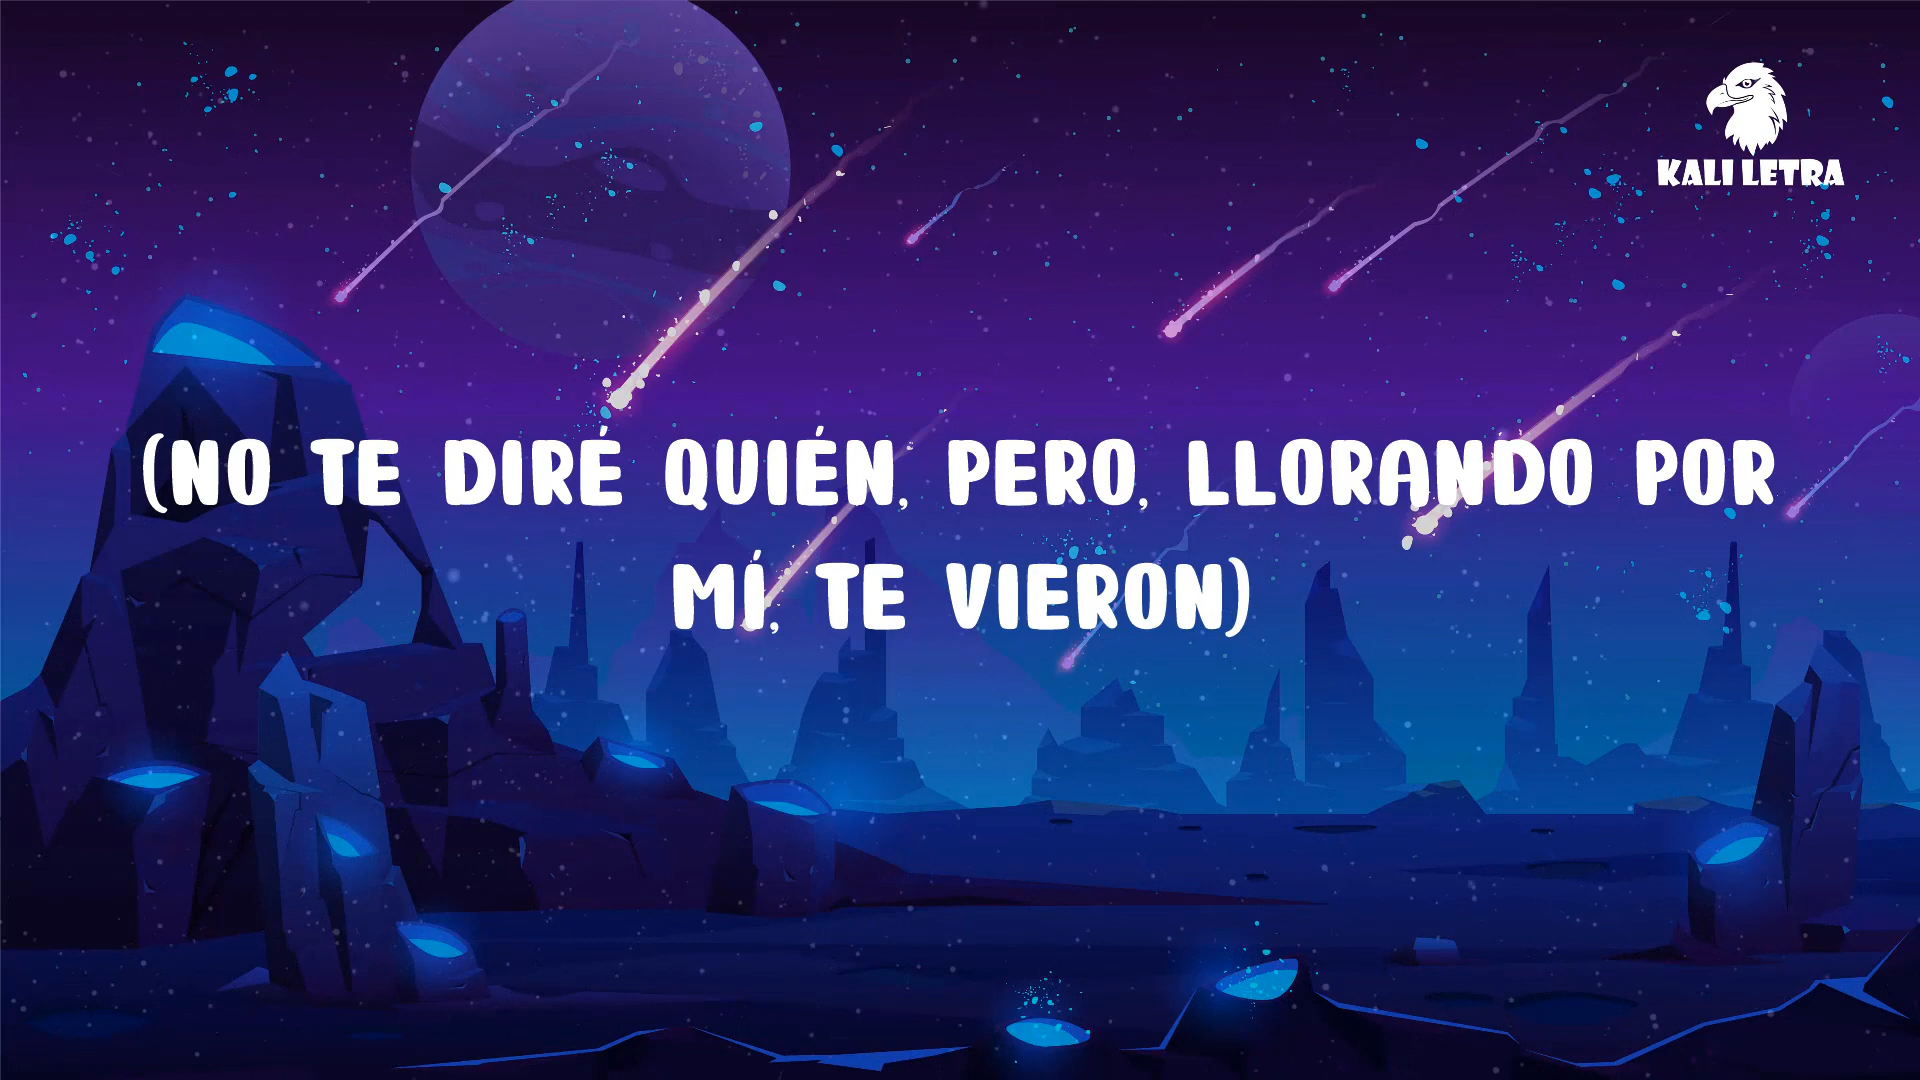 KALI LETRA
(NO TE DIRÉ QUIÉN, PERO, LLORANDO POR
MÍ, TE VIERON)